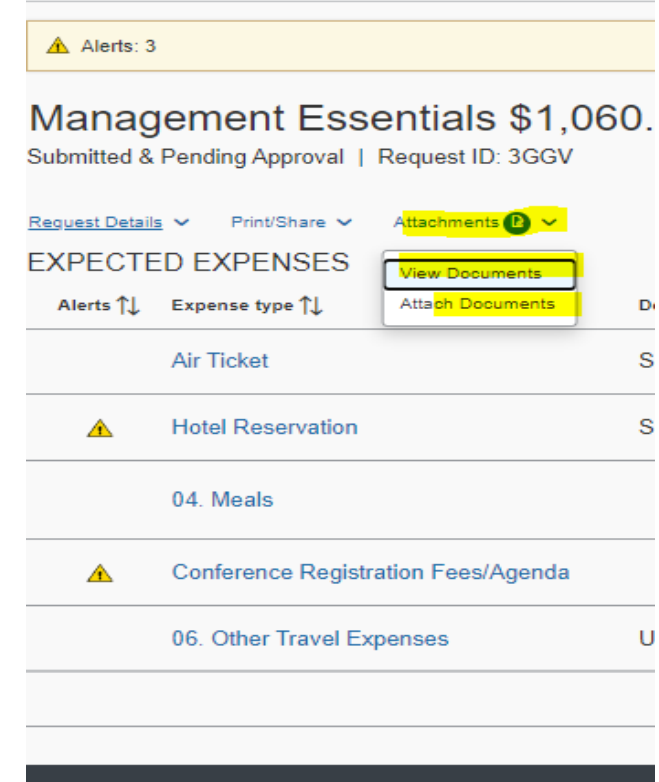 Alerts: 3
Management Essentials $1,060.
Submitted & Pending Approval | Request ID: 3GGV
Request Details Print/Share Attachments
EXPECTED EXPENSES
View Documents
Attach Documents
Alerts Expense type
Air Ticket S
Hotel Reservation S
04. Meals
Conference Registration Fees/Agenda
06. Other Travel Expenses U